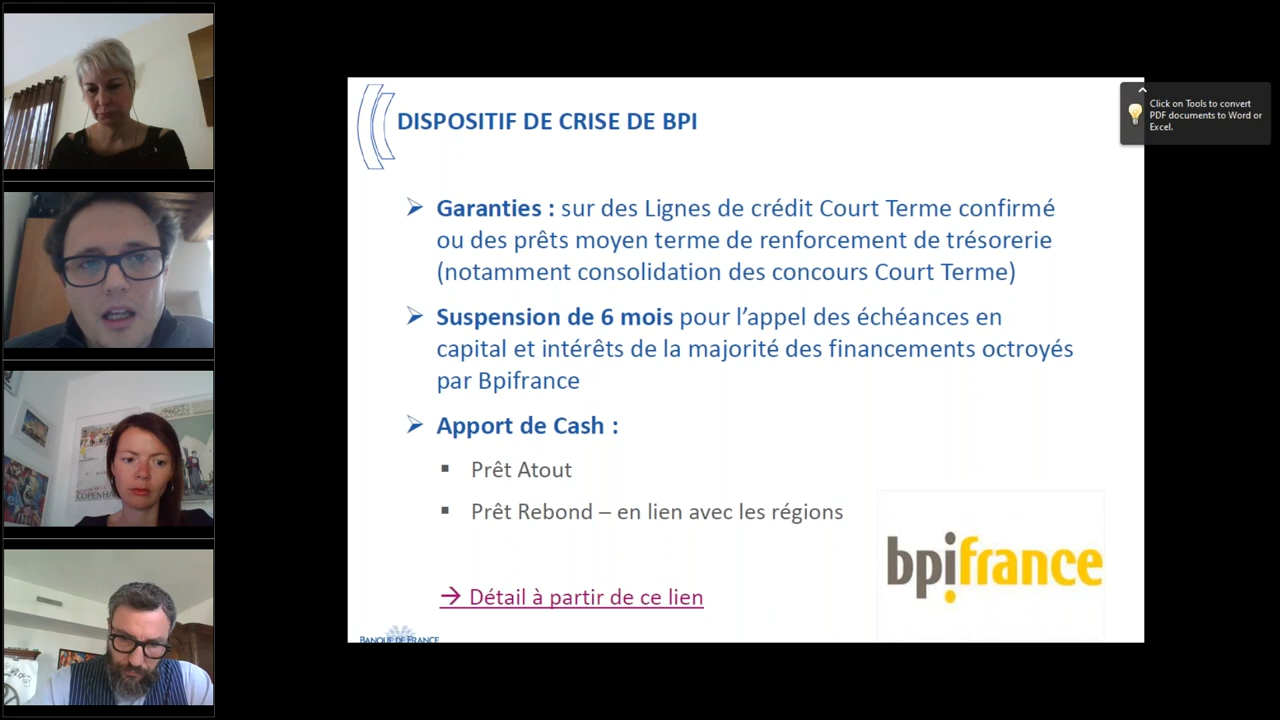 DISPOSITIF DE CRISE DE BPI
Click on Tools to convert
PDF documents to Word or
Excel.
➢ Garanties : sur des Lignes de crédit Court Terme confirmé
ou des prêts moyen terme de renforcement de trésorerie
(notamment consolidation des concours Court Terme)
➢ Suspension de 6 mois pour l’appel des échéances en
capital et intérêts de la majorité des financements octroyés
par Bpifrance
➢ Apport de Cash :
▪ Prêt Atout
▪ Prêt Rebond – en lien avec les régions
bpifrance
→ Détail à partir de ce lien
BANQUE DE FRANCE
COPENHA